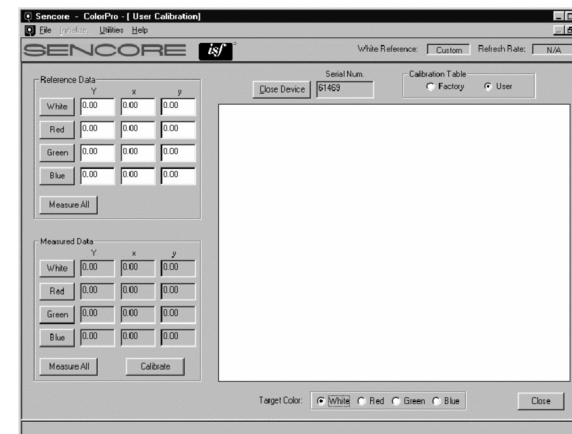 Sencore - ColorPro - [ User Calibration]
File Initialize Utilities Help
SENCORE isf White Reference: Custom Refresh Rate: N/A
Reference Data
Y x y
White 0.00 0.00 0.00
Red 0.00 0.00 0.00
Green 0.00 0.00 0.00
Blue 0.00 0.00 0.00
Measure All
Close Device
Serial Num.
61469
Calibration Table
Factory User
Measured Data
Y x y
White 0.00 0.00 0.00
Red 0.00 0.00 0.00
Green 0.00 0.00 0.00
Blue 0.00 0.00 0.00
Measure All Calibrate
Target Color: White Red Green Blue Close